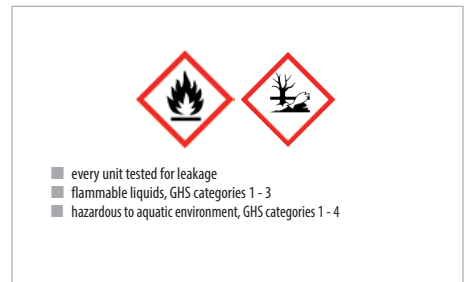 every unit tested for leakage
flammable liquids, GHS categories 1 - 3
hazardous to aquatic environment, GHS categories 1 - 4